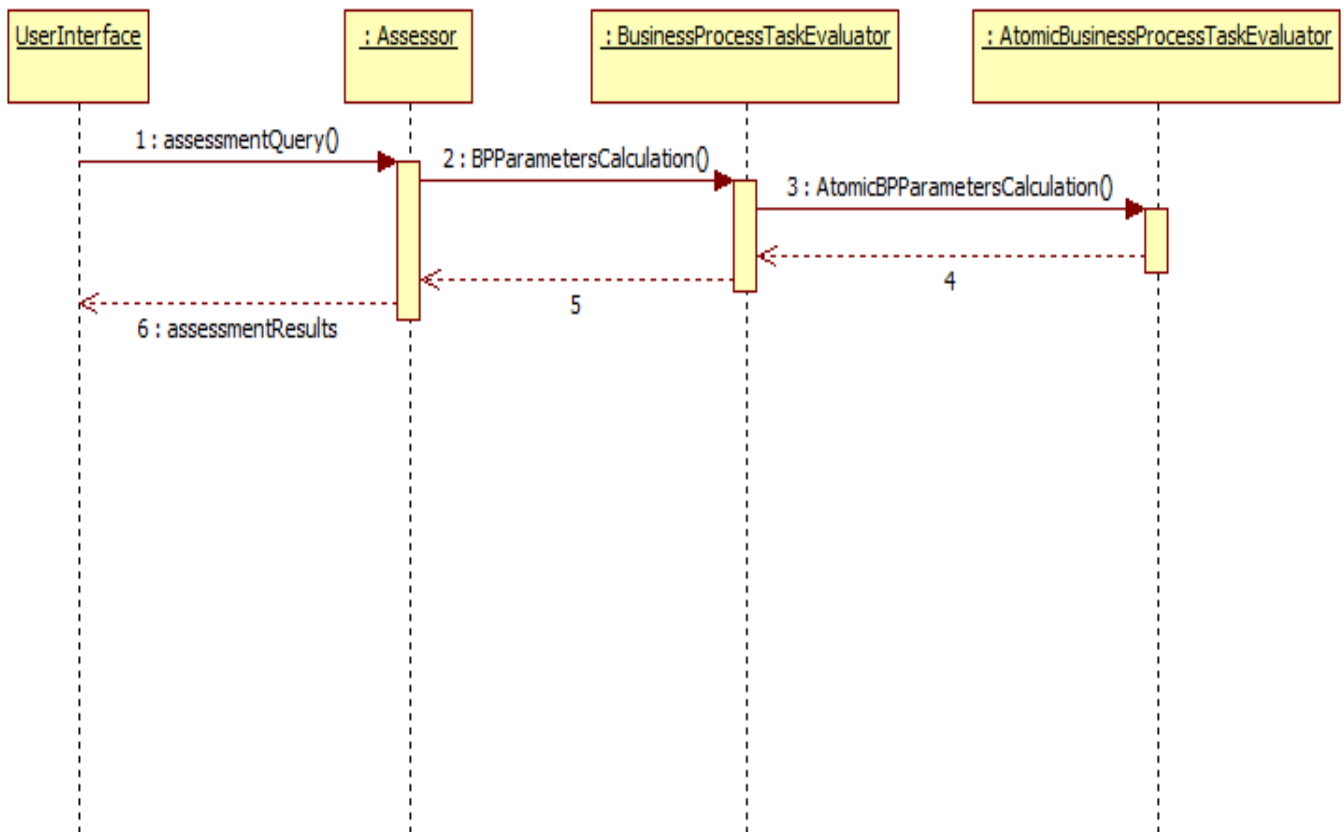 UserInterface
: Assessor
: BusinessProcessTaskEvaluator
: AtomicBusinessProcessTaskEvaluator
1 : assessmentQuery()
2 : BPParametersCalculation()
3 : AtomicBPParametersCalculation()
4
5
6 : assessmentResults